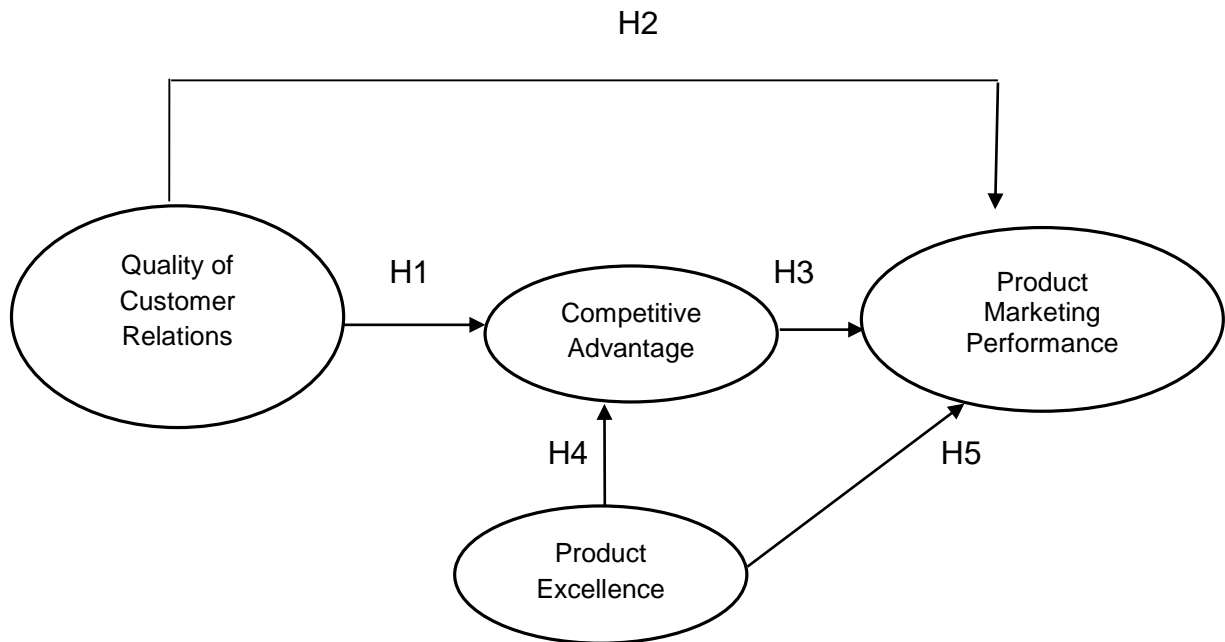 H2
Quality of
Customer
Relations
H1
Competitive
Advantage
H3
Product
Marketing
Performance
H4
H5
Product
Excellence